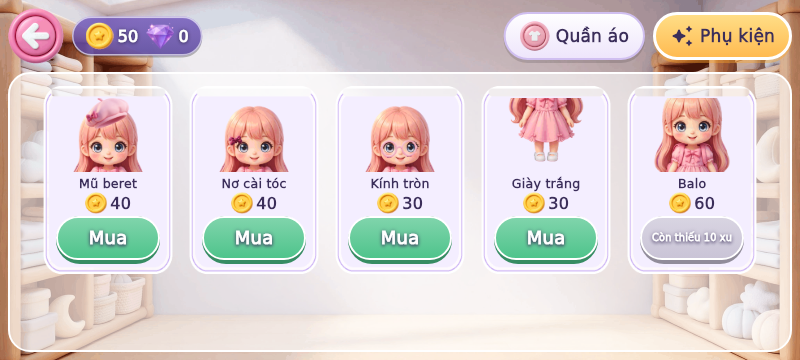 50 0
Quần áo
Phụ kiện
Mũ beret
40
Mua
Nơ cài tóc
40
Mua
Kính tròn
30
Mua
Giày trắng
30
Mua
Balo
60
Còn thiếu 10 xu